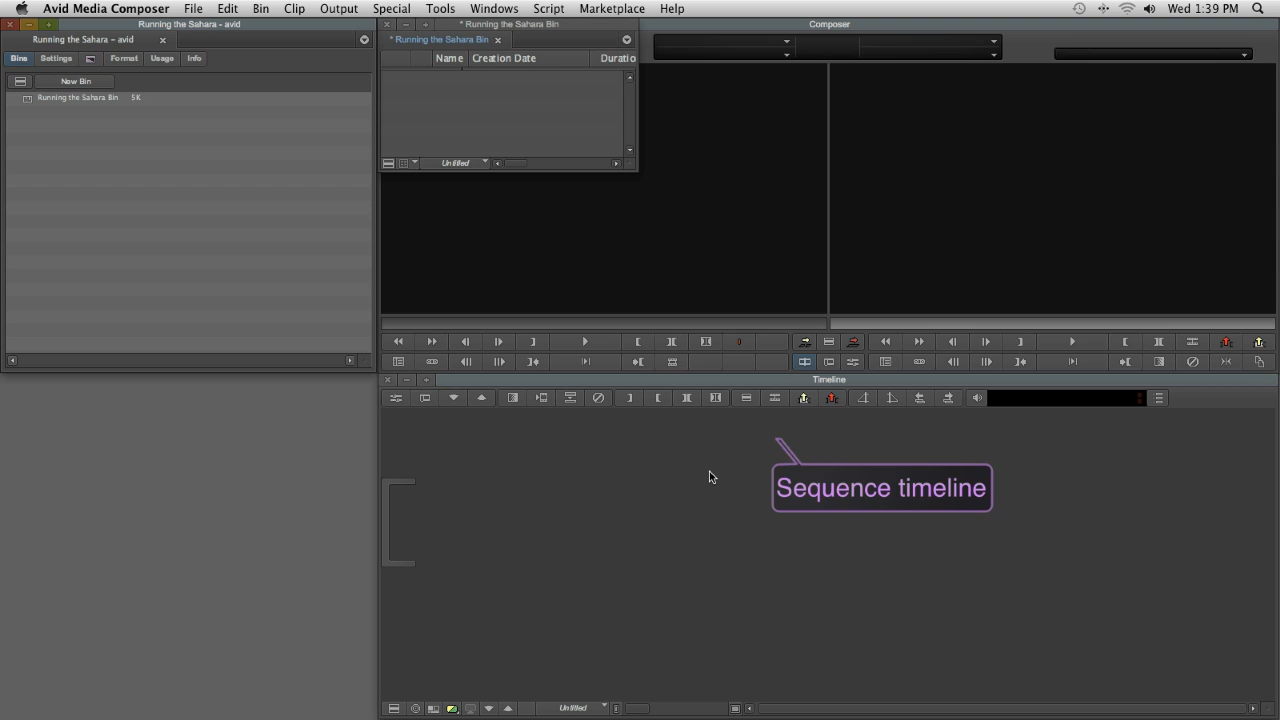 Avid Media Composer File Edit Bin Clip Output Special Tools Windows Script Marketplace Help Wed 1:39 PM
Running the Sahara - avid
* Running the Sahara Bin
Composer
Running the Sahara – avid
* Running the Sahara Bin
Bins Settings Format Usage Info
Name Creation Date Duratio
New Bin
Running the Sahara Bin 5K
Untitled
Timeline
Sequence timeline
Untitled